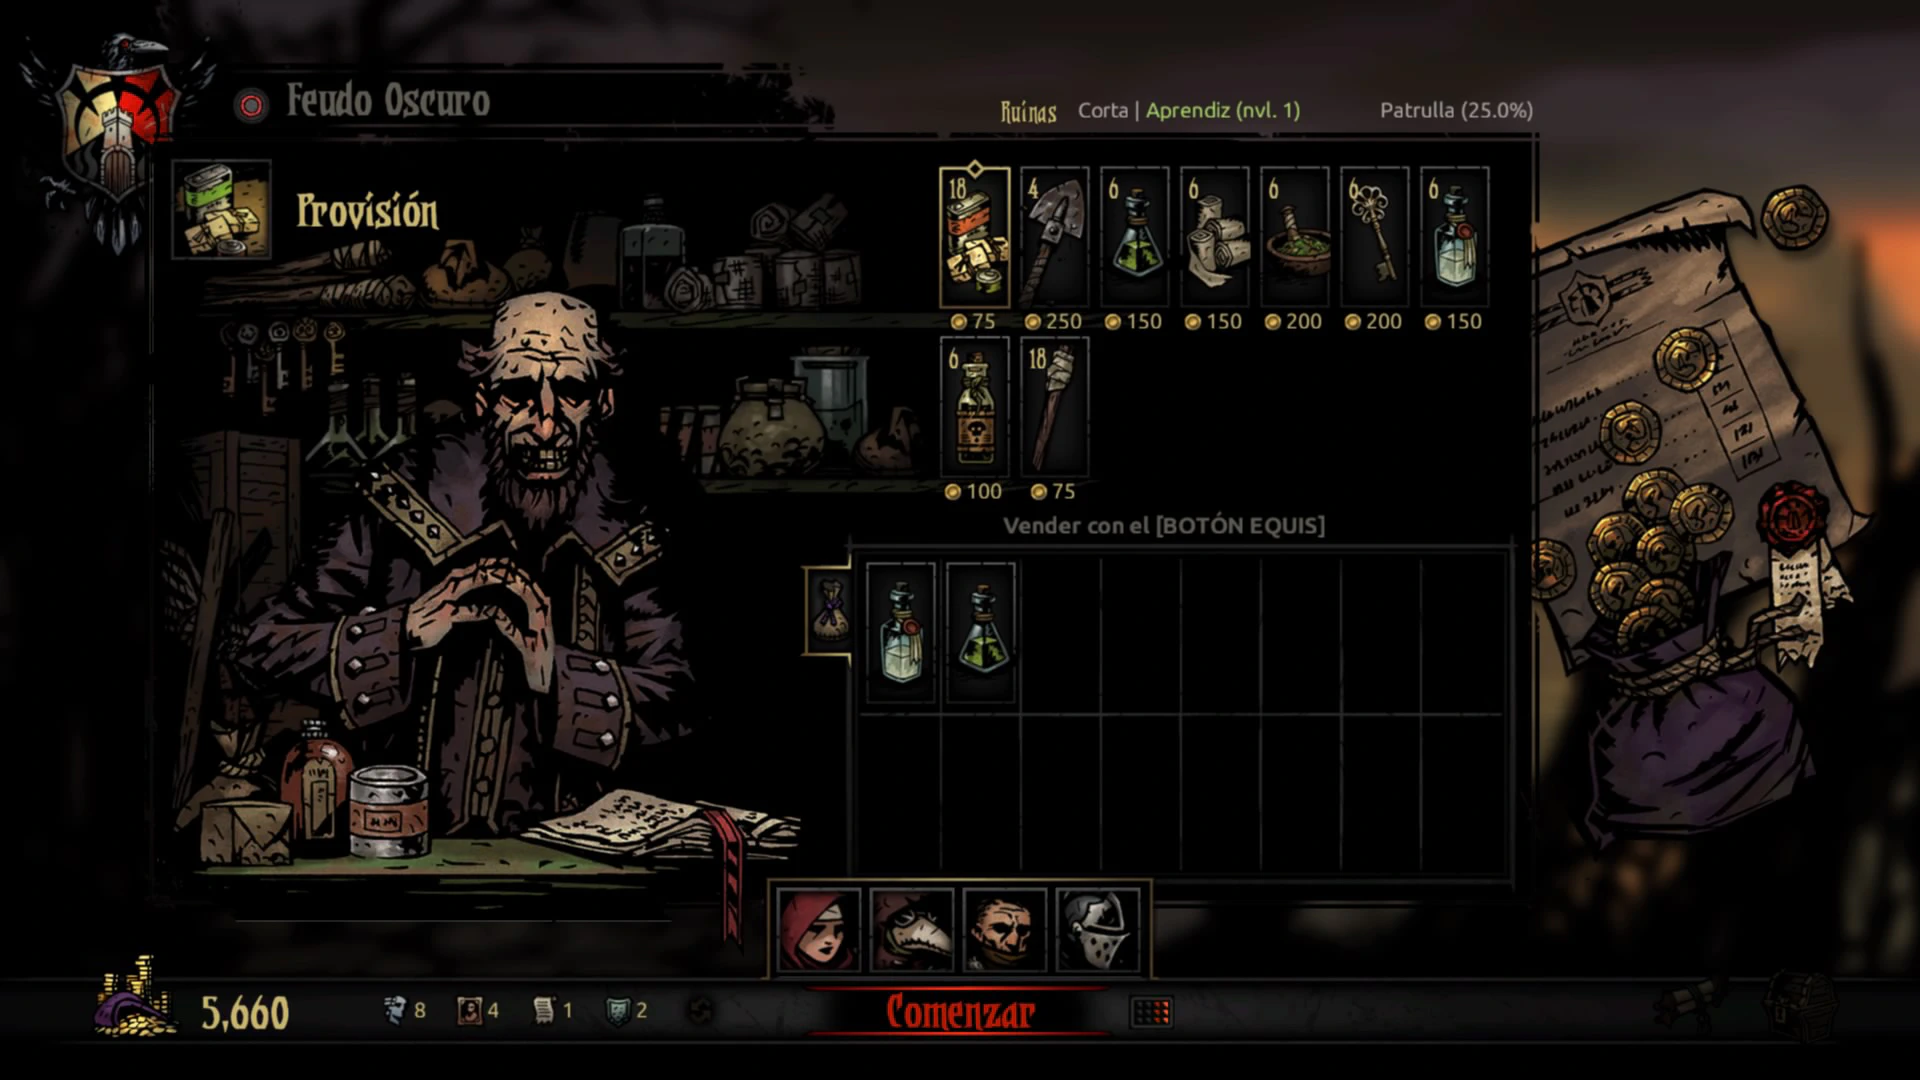 Feudo Oscuro
Ruinas Corta | Aprendiz (nvl. 1) Patrulla (25.0%)
Provisión
18 4 6 6 6 6 6
75 250 150 150 200 200 150
6 18
100 75
Vender con el [BOTÓN EQUIS]
5,660 8 4 1 2
Comenzar